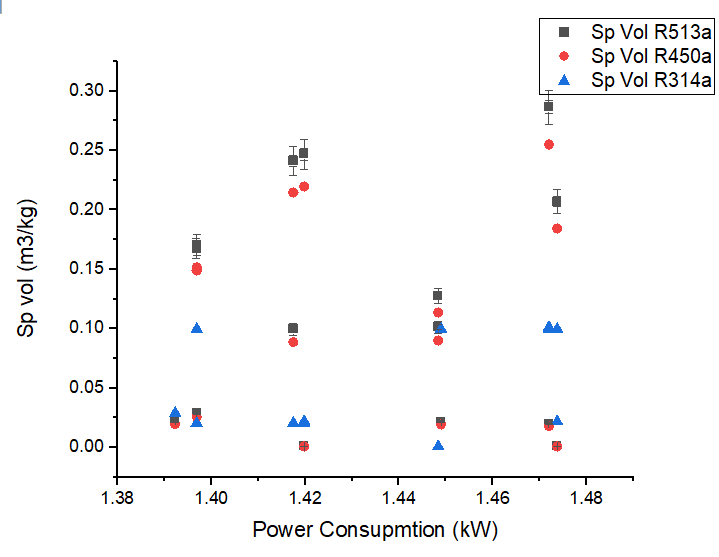 Sp Vol R513a
Sp Vol R450a
Sp Vol R314a
0.30
0.25
0.20
0.15
0.10
0.05
0.00
Sp vol (m3/kg)
1.38 1.40 1.42 1.44 1.46 1.48
Power Consupmtion (kW)